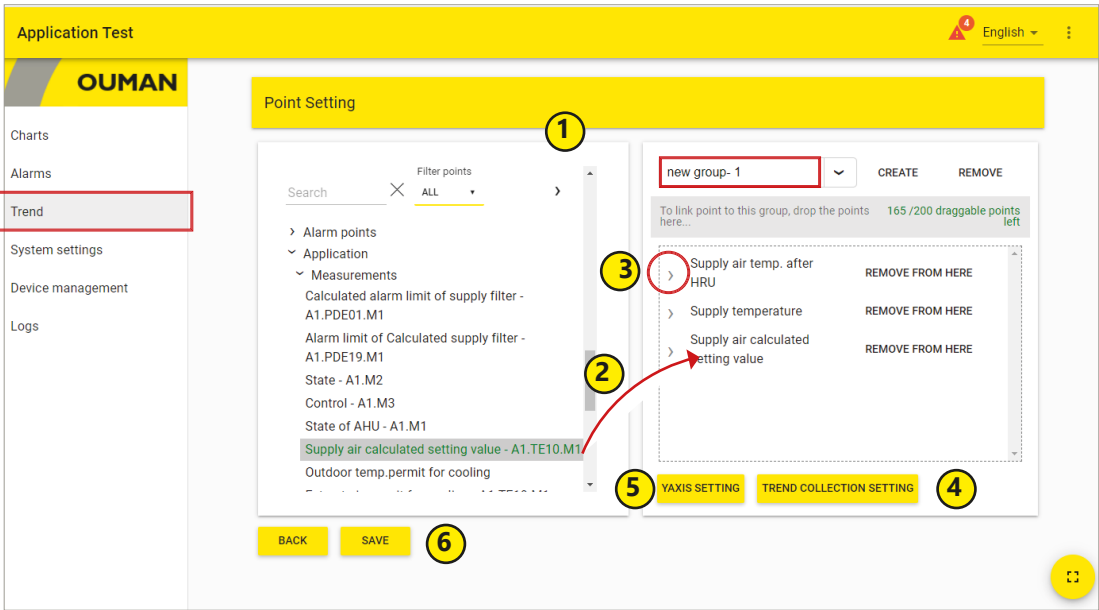 Application Test
4
English
OUMAN
Charts
Alarms
Trend
System settings
Device management
Logs
Point Setting
1
Filter points
Search
ALL
Alarm points
Application
Measurements
Calculated alarm limit of supply filter -
A1.PDE01.M1
Alarm limit of Calculated supply filter -
A1.PDE19.M1
State - A1.M2
Control - A1.M3
State of AHU - A1.M1
Supply air calculated setting value - A1.TE10.M1
Outdoor temp.permit for cooling
2
new group- 1
CREATE
REMOVE
To link point to this group, drop the points
here...
165 /200 draggable points
left
3
Supply air temp. after
HRU
REMOVE FROM HERE
Supply temperature
REMOVE FROM HERE
Supply air calculated
setting value
REMOVE FROM HERE
5
YAXIS SETTING
TREND COLLECTION SETTING
4
BACK
SAVE
6